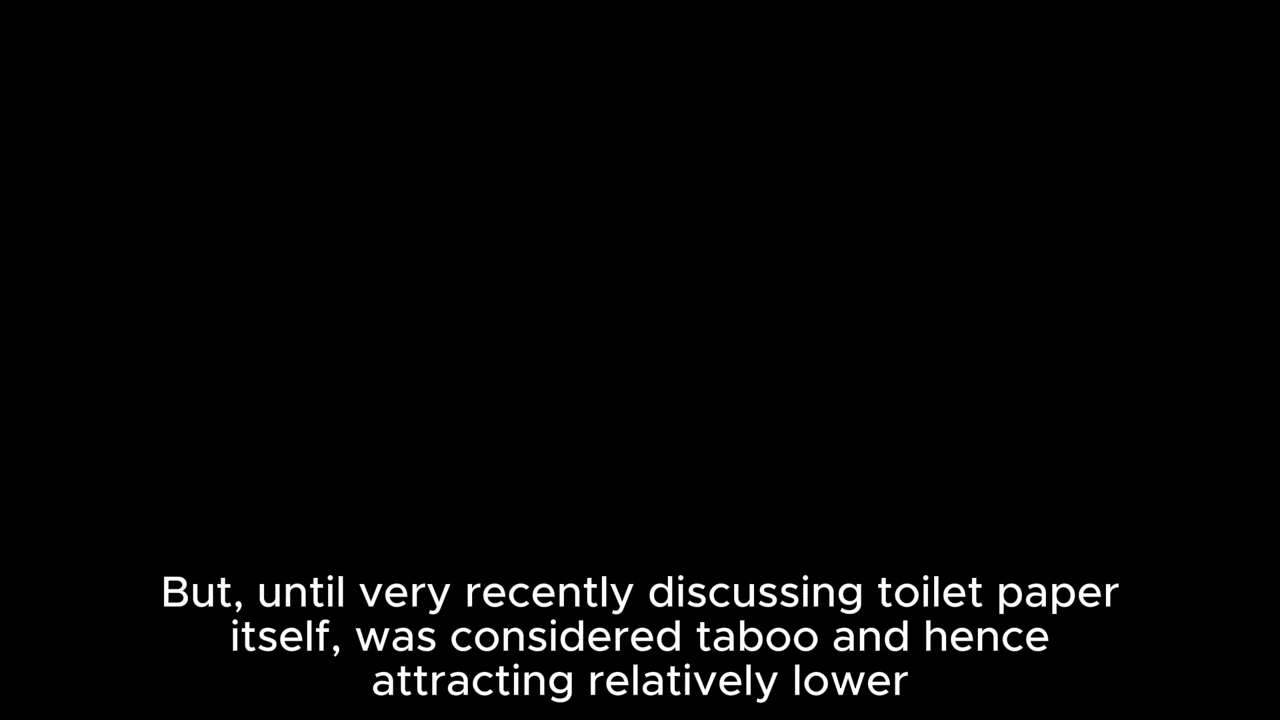 But, until very recently discussing toilet paper
itself, was considered taboo and hence
attracting relatively lower